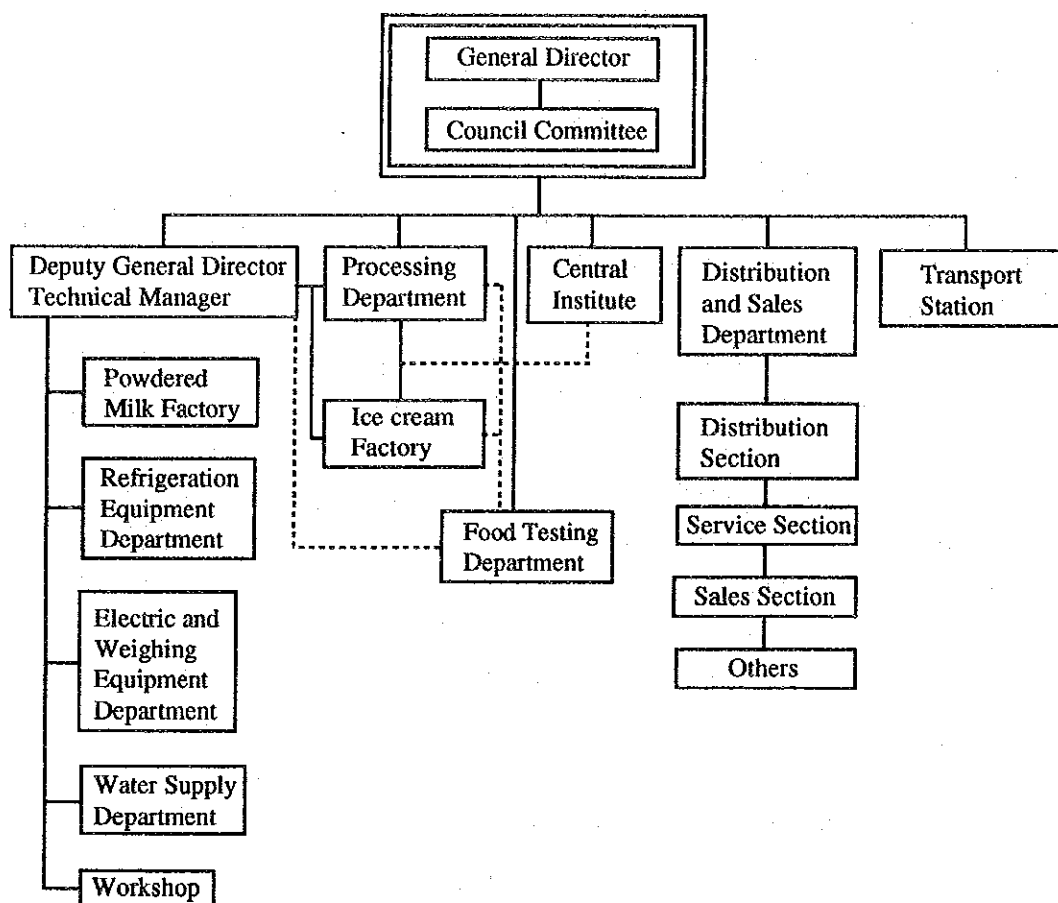 General Director
Council Committee
Deputy General Director
Technical Manager
Processing
Department
Central
Institute
Distribution
and Sales
Department
Transport
Station
Powdered
Milk Factory
Ice cream
Factory
Distribution
Section
Refrigeration
Equipment
Department
Food Testing
Department
Service Section
Sales Section
Others
Electric and
Weighing
Equipment
Department
Water Supply
Department
Workshop